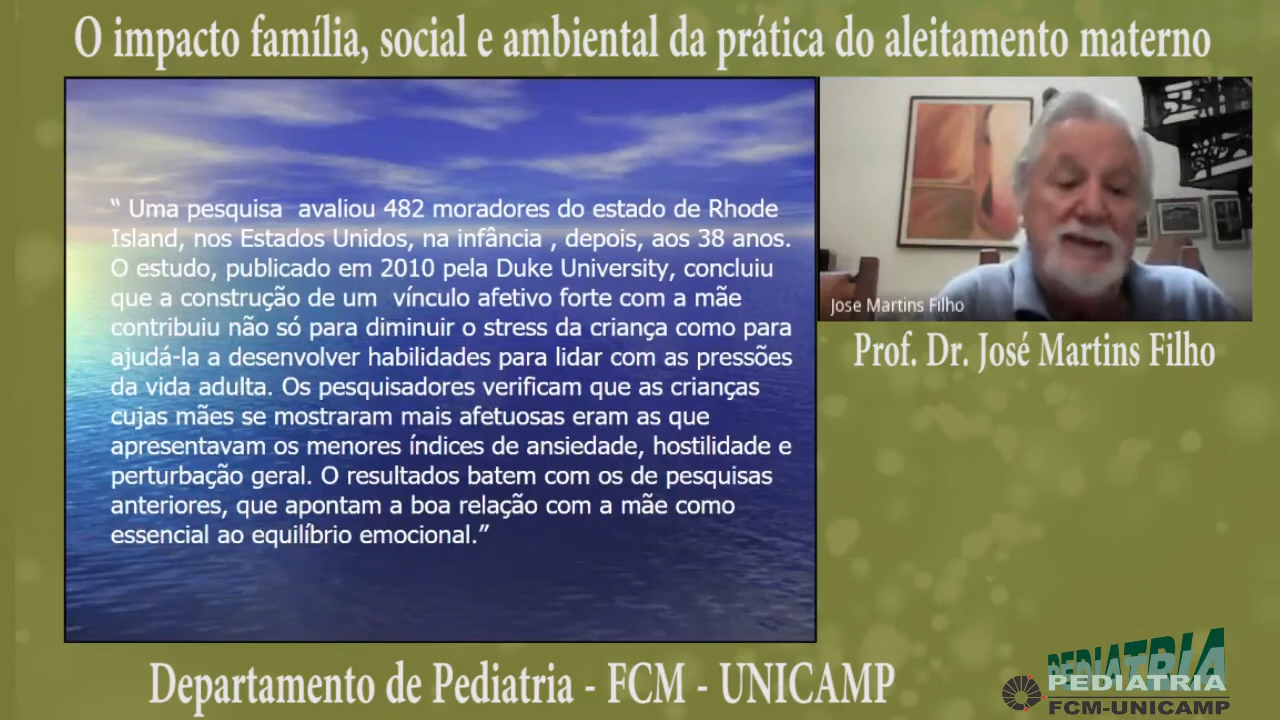 O impacto família, social e ambiental da prática do aleitamento materno
“ Uma pesquisa avaliou 482 moradores do estado de Rhode
Island, nos Estados Unidos, na infância , depois, aos 38 anos.
O estudo, publicado em 2010 pela Duke University, concluiu
que a construção de um vínculo afetivo forte com a mãe
contribuiu não só para diminuir o stress da criança como para
ajudá-la a desenvolver habilidades para lidar com as pressões
da vida adulta. Os pesquisadores verificam que as crianças
cujas mães se mostraram mais afetuosas eram as que
apresentavam os menores índices de ansiedade, hostilidade e
perturbação geral. O resultados batem com os de pesquisas
anteriores, que apontam a boa relação com a mãe como
essencial ao equilíbrio emocional.”
Jose Martins Filho
Prof. Dr. José Martins Filho
Departamento de Pediatria - FCM - UNICAMP
PEDIATRIA
PEDIATRIA
FCM-UNICAMP